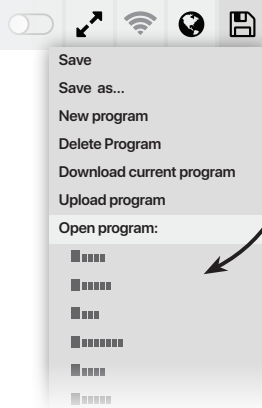 Save
Save as...
New program
Delete Program
Download current program
Upload program
Open program: